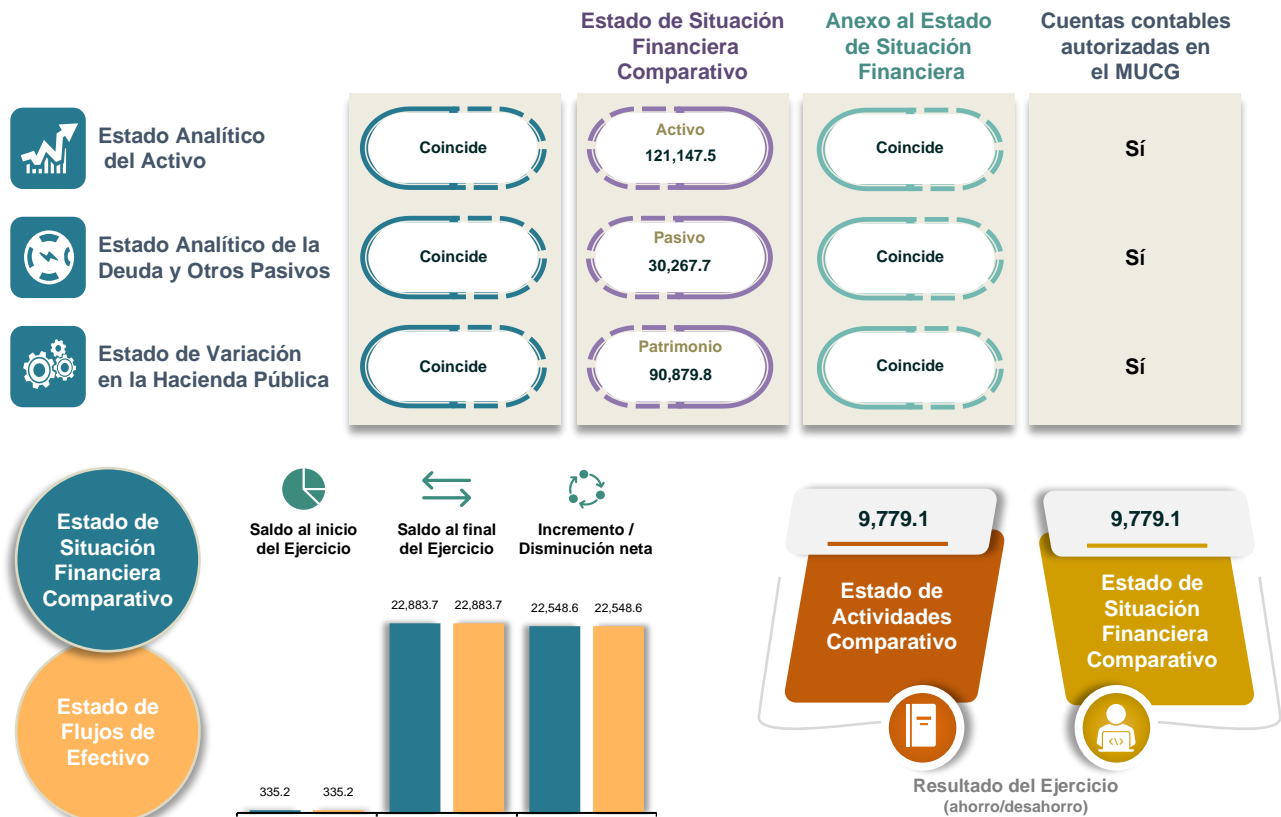 Estado de Situación
Financiera
Comparativo
Anexo al Estado
de Situación
Financiera
Cuentas contables
autorizadas en
el MUCG
Estado Analítico
del Activo
Coincide
Activo
121,147.5
Coincide
Sí
Estado Analítico de la
Deuda y Otros Pasivos
Coincide
Pasivo
30,267.7
Coincide
Sí
Estado de Variación
en la Hacienda Pública
Coincide
Patrimonio
90,879.8
Coincide
Sí
Estado de
Situación
Financiera
Comparativo
Estado de
Flujos de
Efectivo
Saldo al inicio
del Ejercicio
Saldo al final
del Ejercicio
Incremento /
Disminución neta
335.2 335.2
22,883.7 22,883.7
22,548.6 22,548.6
9,779.1
Estado de
Actividades
Comparativo
9,779.1
Estado de
Situación
Financiera
Comparativo
Resultado del Ejercicio
(ahorro/desahorro)